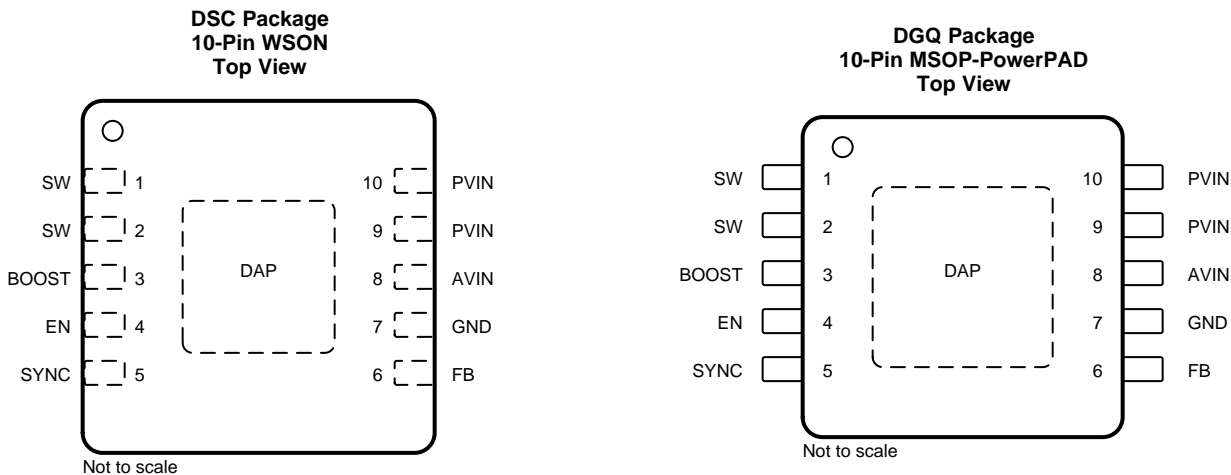 DSC Package
10-Pin WSON
Top View
SW 1 10 PVIN
SW 2 9 PVIN
BOOST 3 DAP 8 AVIN
EN 4 7 GND
SYNC 5 6 FB
Not to scale
DGQ Package
10-Pin MSOP-PowerPAD
Top View
SW 1 10 PVIN
SW 2 9 PVIN
BOOST 3 DAP 8 AVIN
EN 4 7 GND
SYNC 5 6 FB
Not to scale